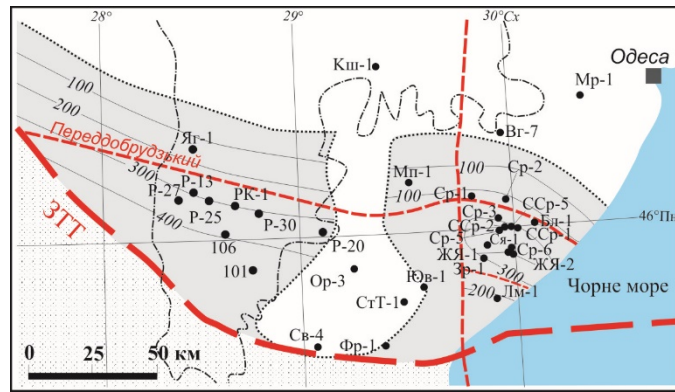 28°
29°
30°Сх
Одеса
Кш-1
Мр-1
100
200
Переддобрудзький
Яг-1
Вг-7
Ср-2
300
Мп-1
100
100
Р-13
РК-1
Ср-1
Р-27
ССр-5
400
Р-25
Р-30
Ср-3
Бл-1
46°Пн
ССр-2
ССр-1
ЗТТ
106
Р-20
Ср-5
Ся-1
Ср-6
ЖЯ-1
ЖЯ-2
101
Ор-3
Юв-1
Зр-1
300
СтТ-1
200
Лм-1
Чорне море
Св-4
Фр-1
0
25
50 км